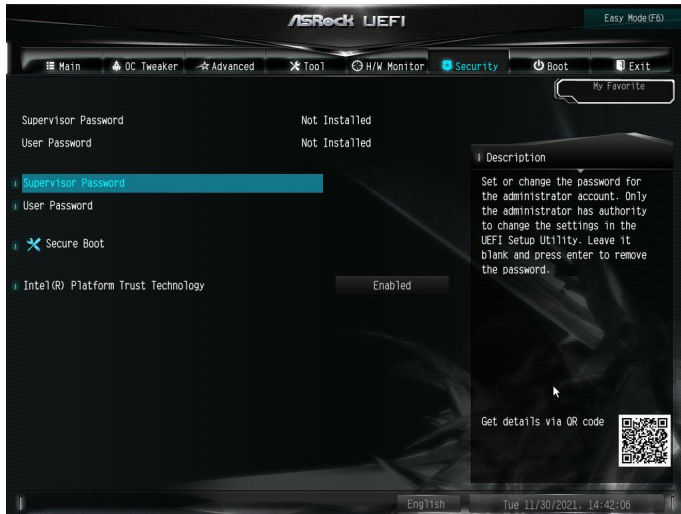 ASRock UEFI
Easy Mode(F6)
Main
OC Tweaker
Advanced
Tool
H/W Monitor
Security
Boot
Exit
My Favorite
Supervisor Password Not Installed
User Password Not Installed
Supervisor Password
User Password
Secure Boot
Intel(R) Platform Trust Technology Enabled
Description
Set or change the password for
the administrator account. Only
the administrator has authority
to change the settings in the
UEFI Setup Utility. Leave it
blank and press enter to remove
the password.
Get details via QR code
English
Tue 11/30/2021. 14:42:06